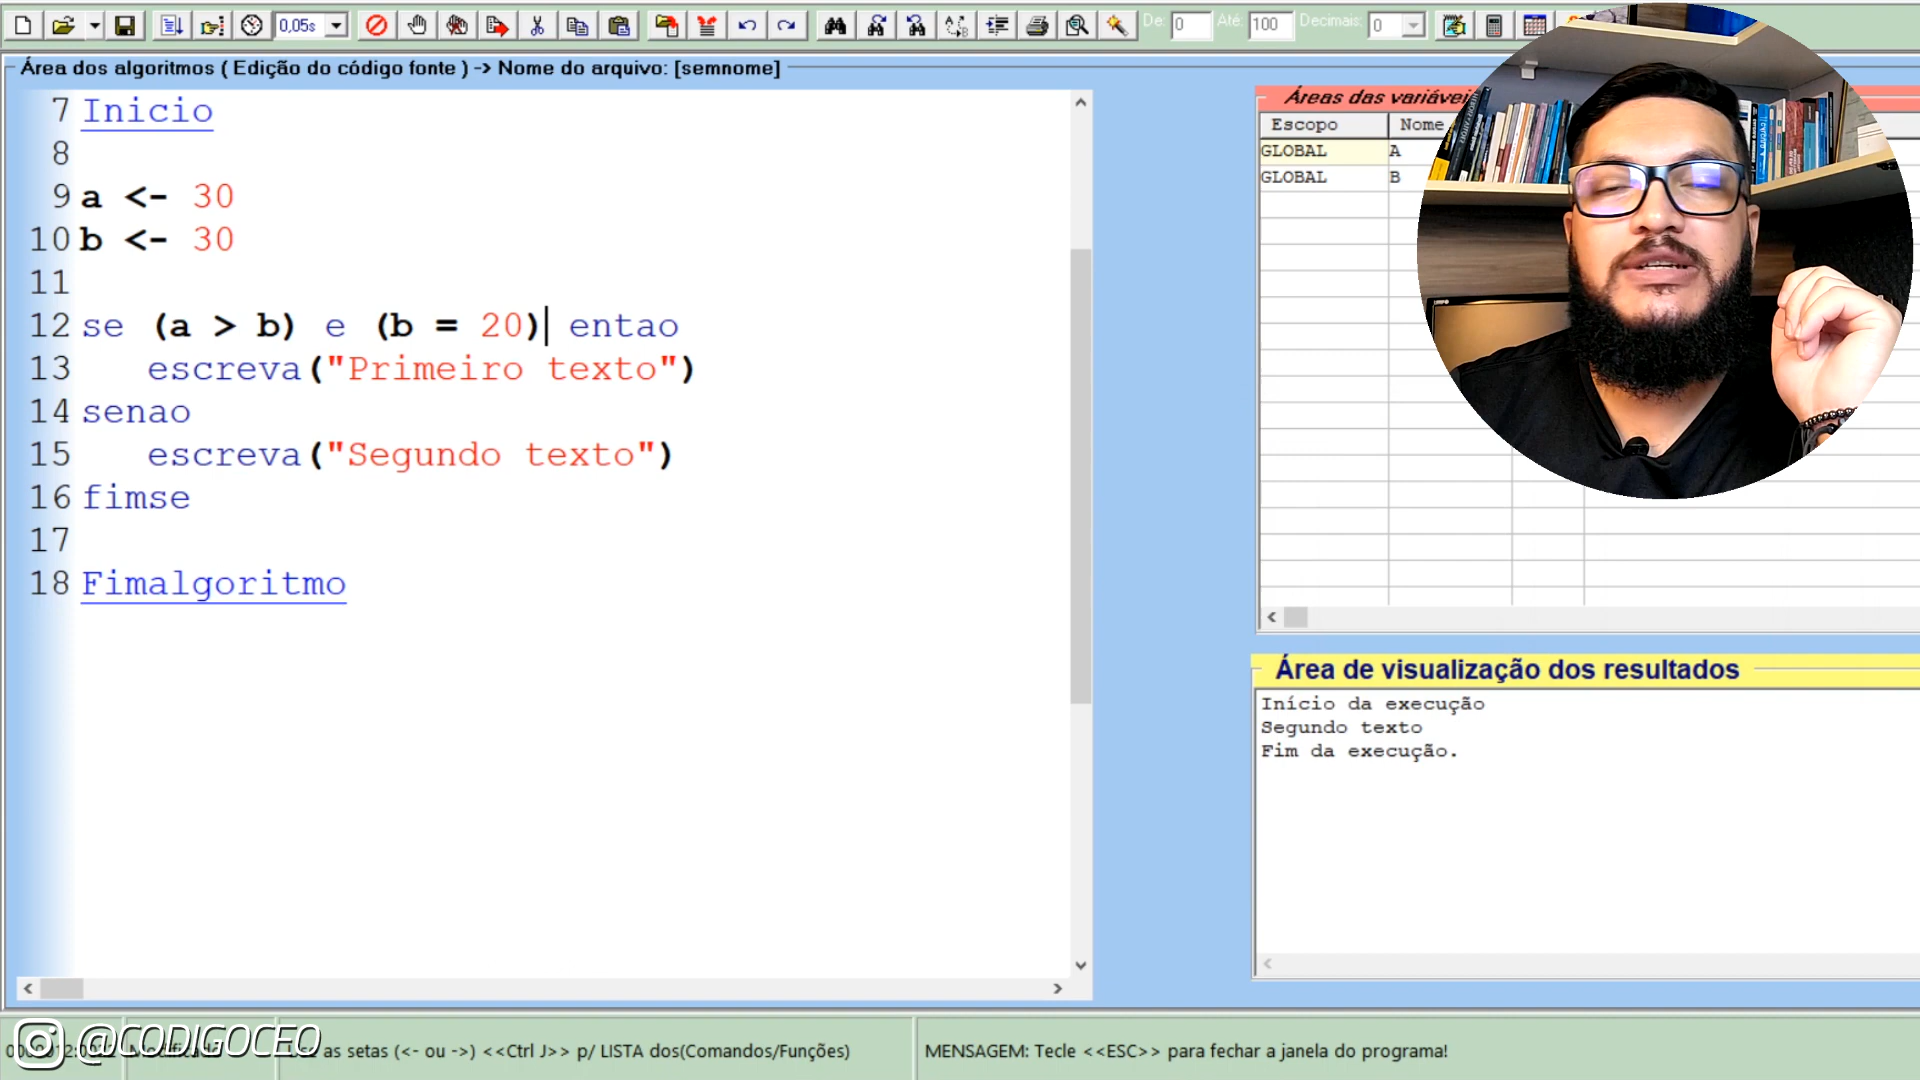 0,05s
De: 0 Até: 100 Decimais: 0
Área dos algoritmos ( Edição do código fonte ) -> Nome do arquivo: [semnome]
7 Inicio
8
9 a <- 30
10 b <- 30
11
12 se (a > b) e (b = 20) entao
13 escreva("Primeiro texto")
14 senao
15 escreva("Segundo texto")
16 fimse
17
18 Fimalgoritmo
Áreas das variávei
Escopo Nome
GLOBAL A
GLOBAL B
Área de visualização dos resultados
Início da execução
Segundo texto
Fim da execução.
@CODIGOCEO
as setas (<- ou ->) <<Ctrl J>> p/ LISTA dos(Comandos/Funções)
MENSAGEM: Tecle <<ESC>> para fechar a janela do programa!